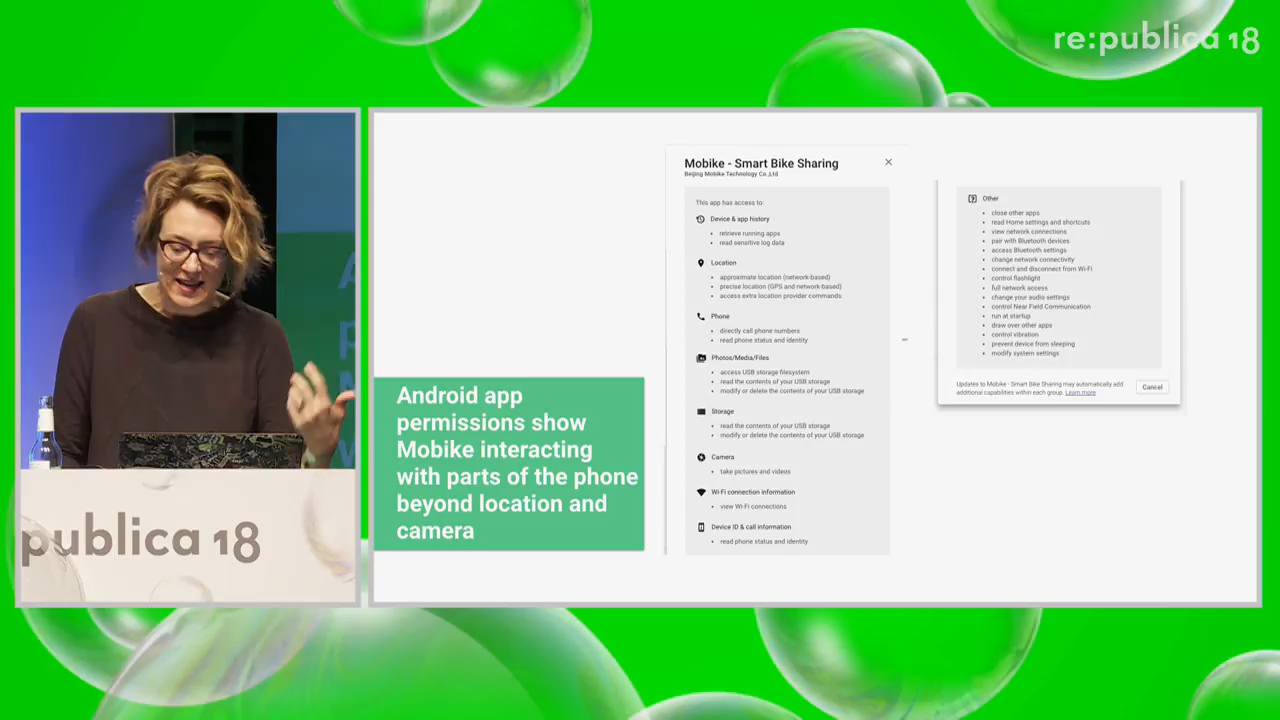 re:publica 18
publica 18
Android app
permissions show
Mobike interacting
with parts of the phone
beyond location and
camera
Mobike - Smart Bike Sharing
Beijing Mobike Technology Co.,Ltd
This app has access to:
Device & app history
• retrieve running apps
• read sensitive log data
Location
• approximate location (network-based)
• precise location (GPS and network-based)
• access extra location provider commands
Phone
• directly call phone numbers
• read phone status and identity
Photos/Media/Files
• access USB storage filesystem
• read the contents of your USB storage
• modify or delete the contents of your USB storage
Storage
• read the contents of your USB storage
• modify or delete the contents of your USB storage
Camera
• take pictures and videos
Wi-Fi connection information
• view Wi-Fi connections
Device ID & call information
• read phone status and identity
Other
• close other apps
• read Home settings and shortcuts
• view network connections
• pair with Bluetooth devices
• access Bluetooth settings
• change network connectivity
• connect and disconnect from Wi-Fi
• control flashlight
• full network access
• change your audio settings
• control Near Field Communication
• run at startup
• draw over other apps
• control vibration
• prevent device from sleeping
• modify system settings
Updates to Mobike - Smart Bike Sharing may automatically add
additional capabilities within each group. Learn more
Cancel